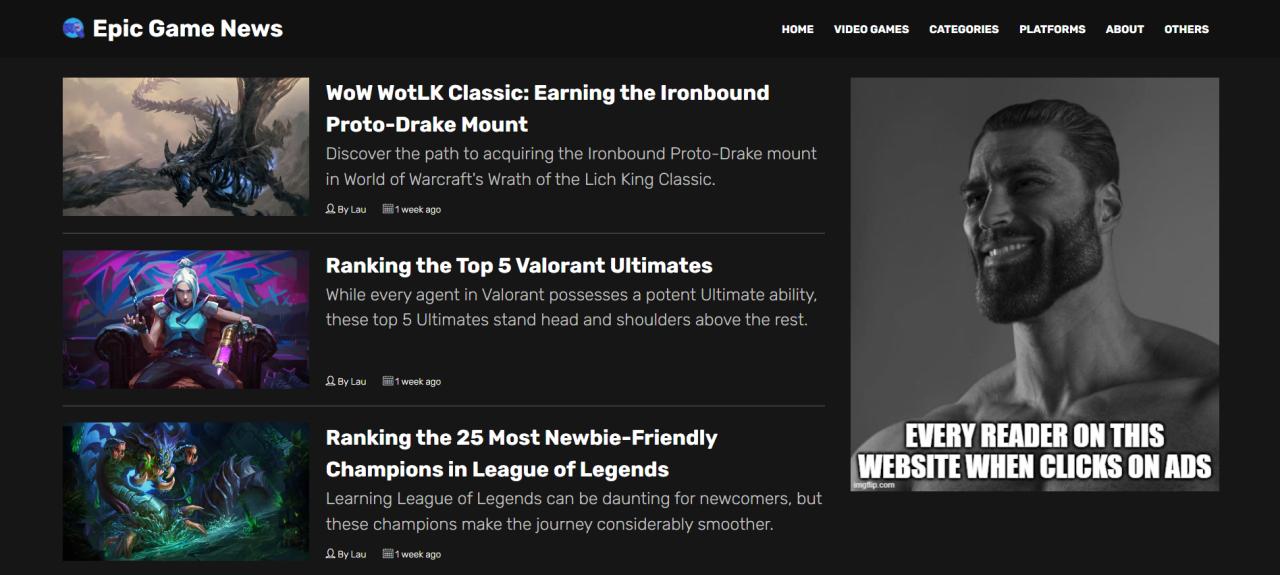 Epic Game News
HOME
VIDEO GAMES
CATEGORIES
PLATFORMS
ABOUT
OTHERS
WoW WotLK Classic: Earning the Ironbound
Proto-Drake Mount
Discover the path to acquiring the Ironbound Proto-Drake mount
in World of Warcraft's Wrath of the Lich King Classic.
By Lau
1 week ago
Ranking the Top 5 Valorant Ultimates
While every agent in Valorant possesses a potent Ultimate ability,
these top 5 Ultimates stand head and shoulders above the rest.
By Lau
1 week ago
Ranking the 25 Most Newbie-Friendly
Champions in League of Legends
Learning League of Legends can be daunting for newcomers, but
these champions make the journey considerably smoother.
By Lau
1 week ago
EVERY READER ON THIS
WEBSITE WHEN CLICKS ON ADS
imgflip.com